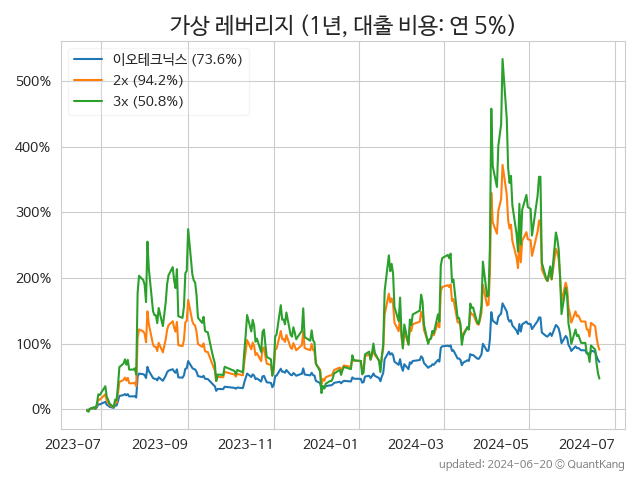 가상 레버리지 (1년, 대출 비용: 연 5%)
이오테크닉스 (73.6%)
2x (94.2%)
3x (50.8%)
500%
400%
300%
200%
100%
0%
2023-07 2023-09 2023-11 2024-01 2024-03 2024-05 2024-07
updated: 2024-06-20 © QuantKang